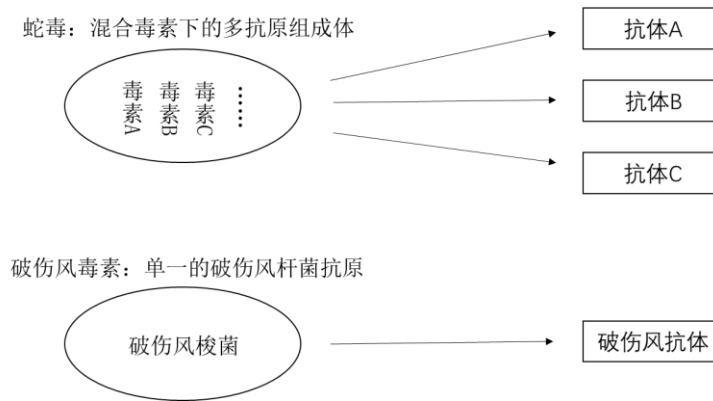 蛇毒：混合毒素下的多抗原组成体
毒素A
毒素B
毒素C
……
抗体A
抗体B
抗体C
破伤风毒素：单一的破伤风杆菌抗原
破伤风梭菌
破伤风抗体